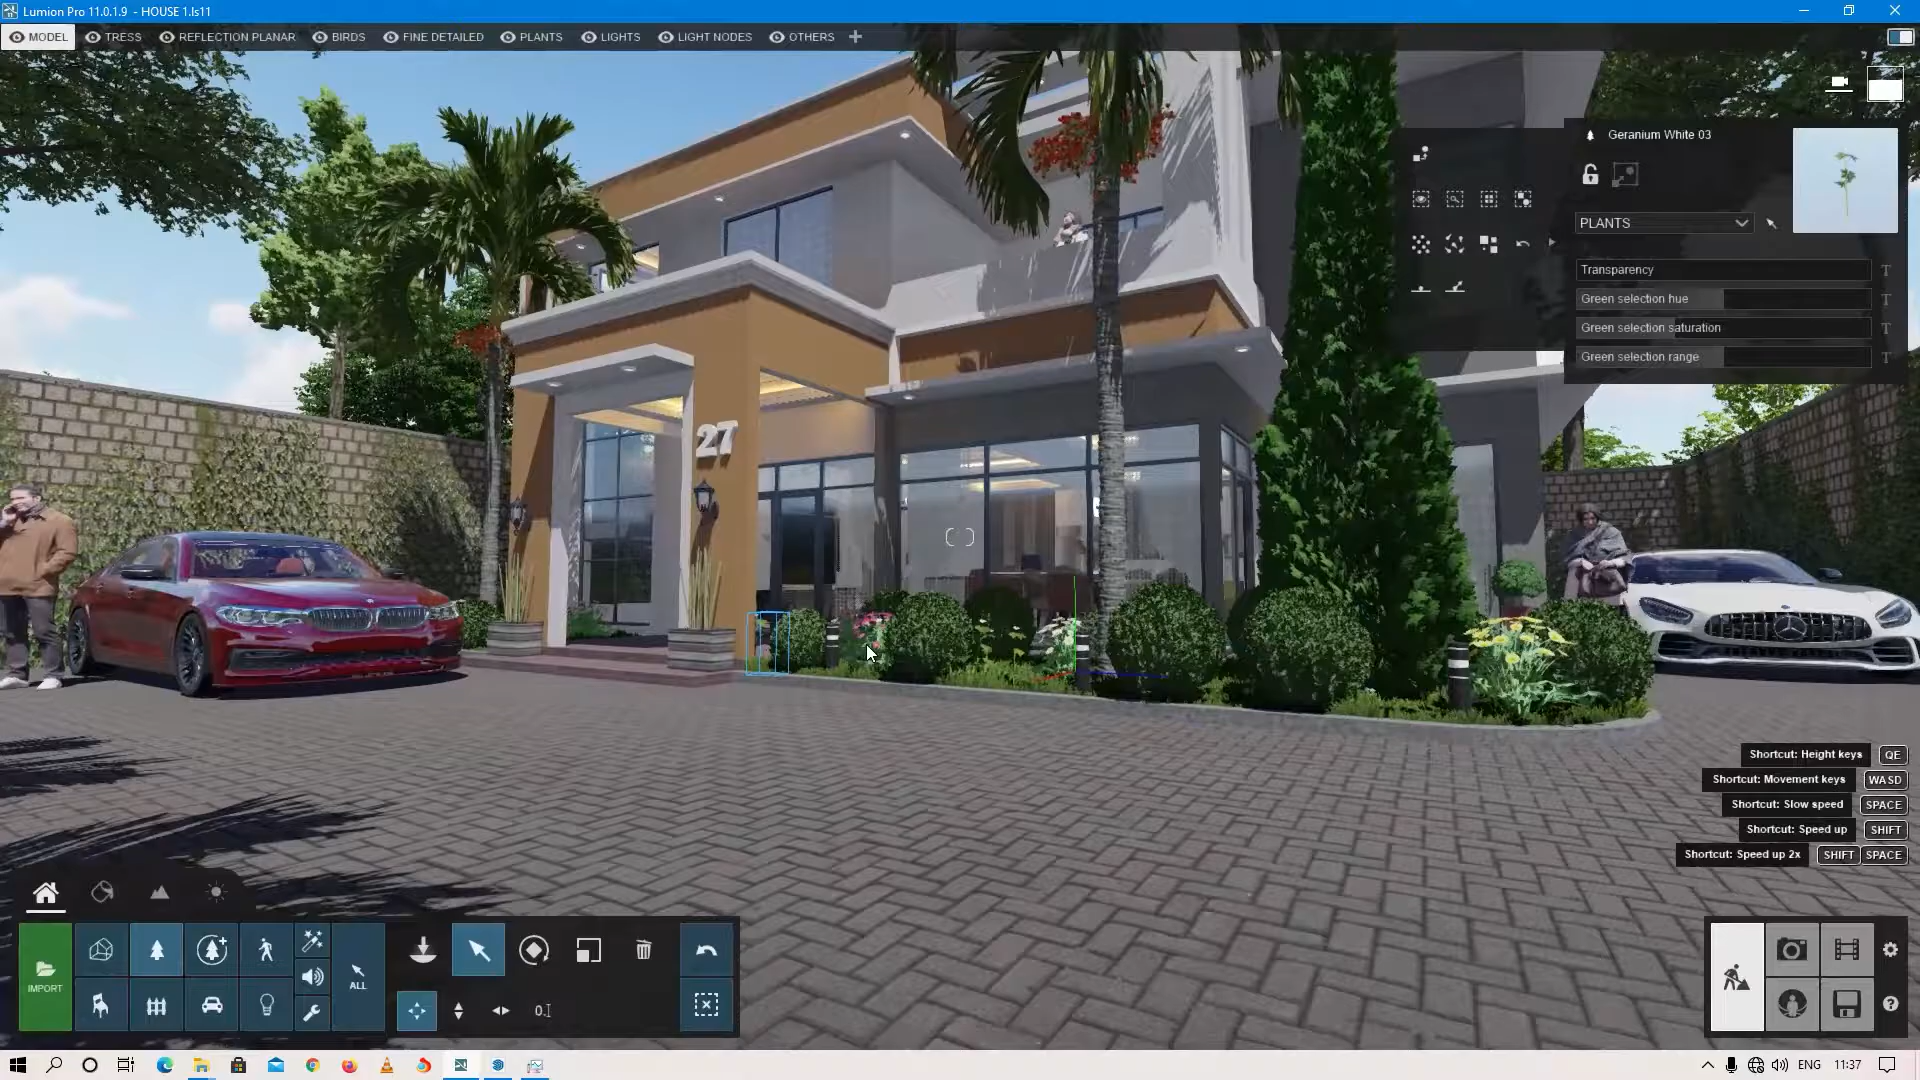 Lumion Pro 11.0.1.9 - HOUSE 1.ls11
MODEL
TRESS
REFLECTION PLANAR
BIRDS
FINE DETAILED
PLANTS
LIGHTS
LIGHT NODES
OTHERS
Geranium White 03
PLANTS
Transparency
T
Green selection hue
T
Green selection saturation
T
Green selection range
T
27
Shortcut: Height keys QE
Shortcut: Movement keys WASD
Shortcut: Slow speed SPACE
Shortcut: Speed up SHIFT
Shortcut: Speed up 2x SHIFT SPACE
IMPORT
ALL
ENG
11:37